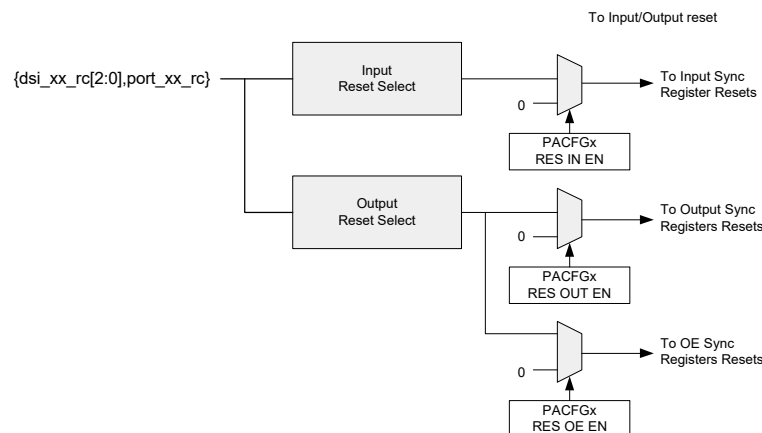 To Input/Output reset
{dsi_xx_rc[2:0],port_xx_rc}
Input
Reset Select
0
To Input Sync
Register Resets
PACFGx
RES IN EN
Output
Reset Select
0
To Output Sync
Registers Resets
PACFGx
RES OUT EN
0
To OE Sync
Registers Resets
PACFGx
RES OE EN